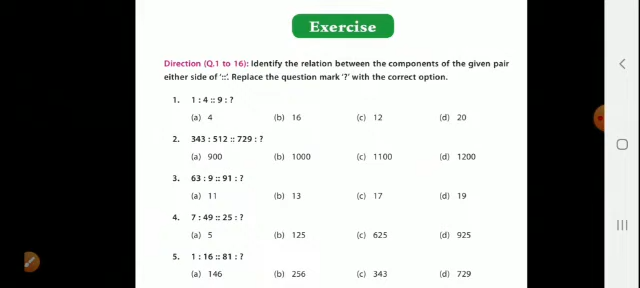 Exercise
Direction (Q.1 to 16): Identify the relation between the components of the given pair
either side of '::'. Replace the question mark '?' with the correct option.
1. 1 : 4 :: 9 : ?
(a) 4 (b) 16 (c) 12 (d) 20
2. 343 : 512 :: 729 : ?
(a) 900 (b) 1000 (c) 1100 (d) 1200
3. 63 : 9 :: 91 : ?
(a) 11 (b) 13 (c) 17 (d) 19
4. 7 : 49 :: 25 : ?
(a) 5 (b) 125 (c) 625 (d) 925
5. 1 : 16 :: 81 : ?
(a) 146 (b) 256 (c) 343 (d) 729